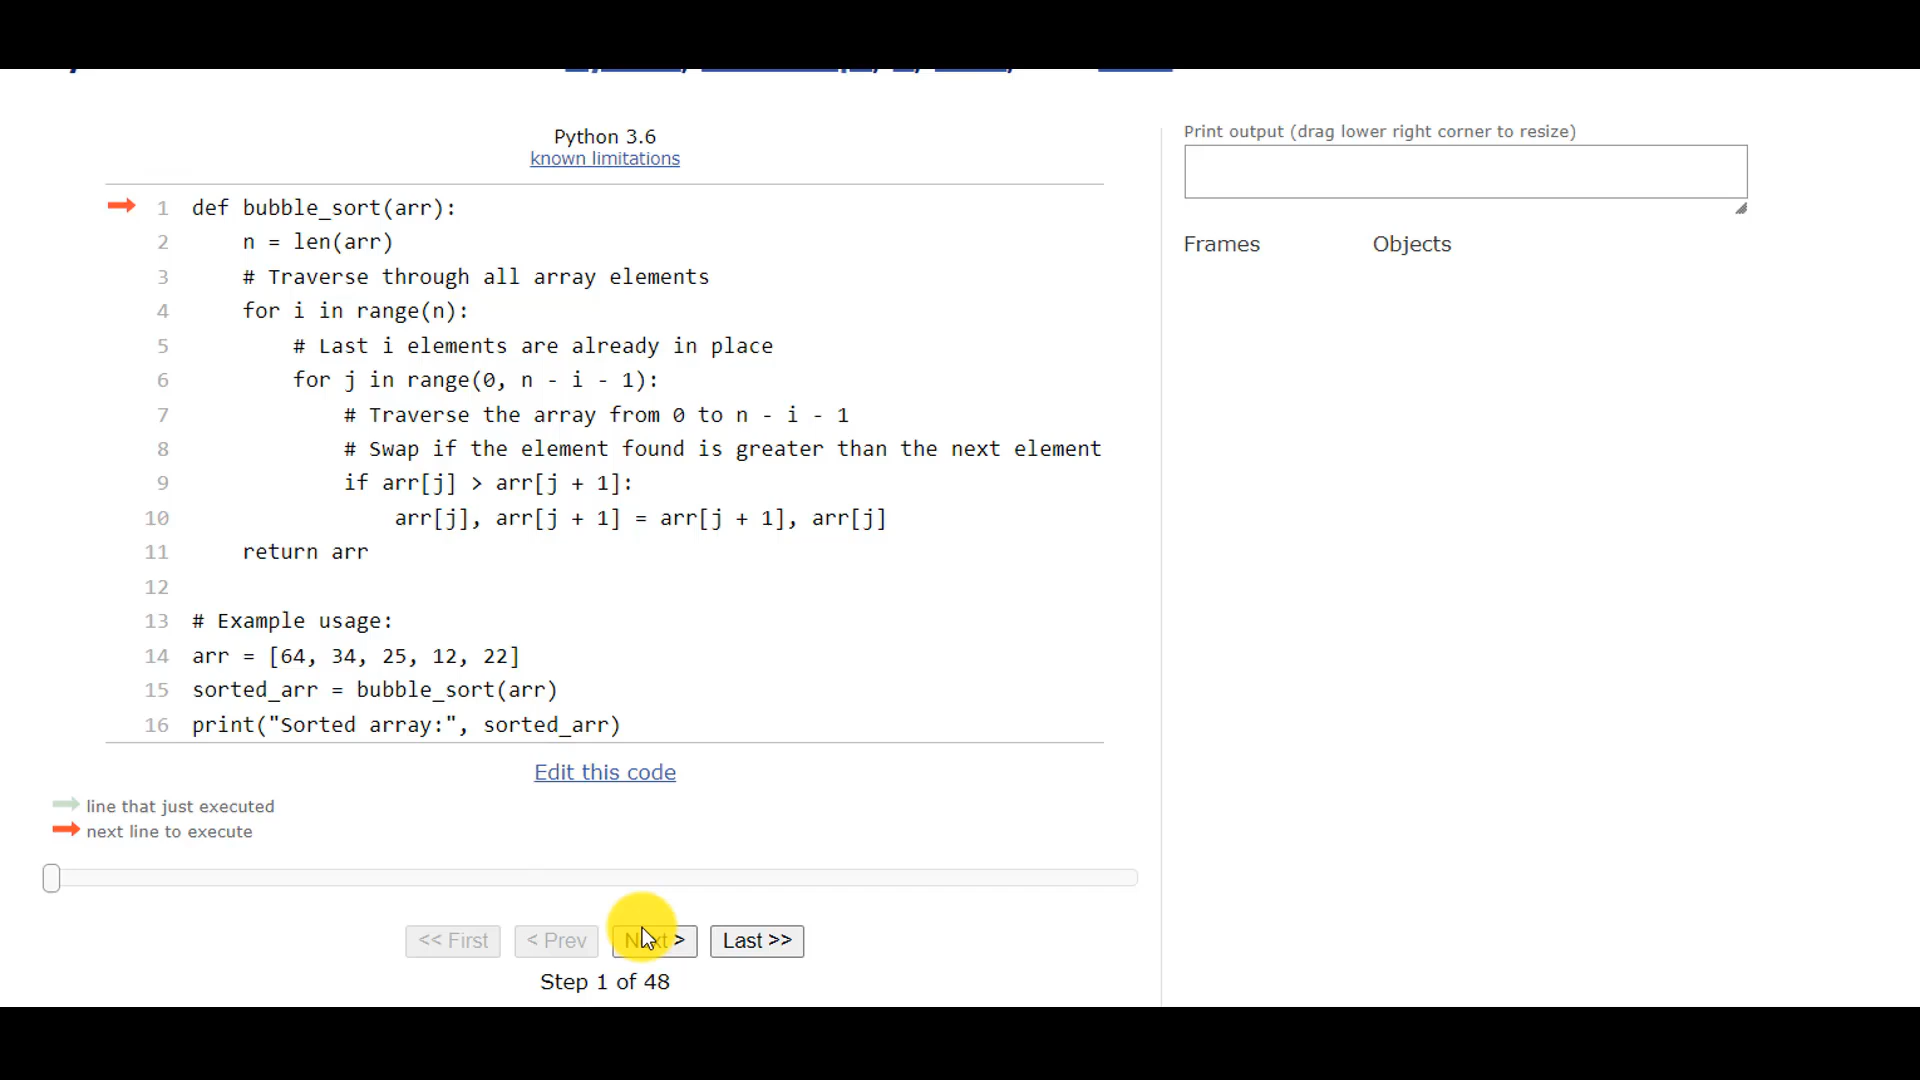 Python 3.6
known limitations
1 def bubble_sort(arr):
2     n = len(arr)
3     # Traverse through all array elements
4     for i in range(n):
5         # Last i elements are already in place
6         for j in range(0, n - i - 1):
7             # Traverse the array from 0 to n - i - 1
8             # Swap if the element found is greater than the next element
9             if arr[j] > arr[j + 1]:
10                 arr[j], arr[j + 1] = arr[j + 1], arr[j]
11     return arr
12
13 # Example usage:
14 arr = [64, 34, 25, 12, 22]
15 sorted_arr = bubble_sort(arr)
16 print("Sorted array:", sorted_arr)
Edit this code
line that just executed
next line to execute
<< First < Prev Next > Last >>
Step 1 of 48
Print output (drag lower right corner to resize)
Frames Objects